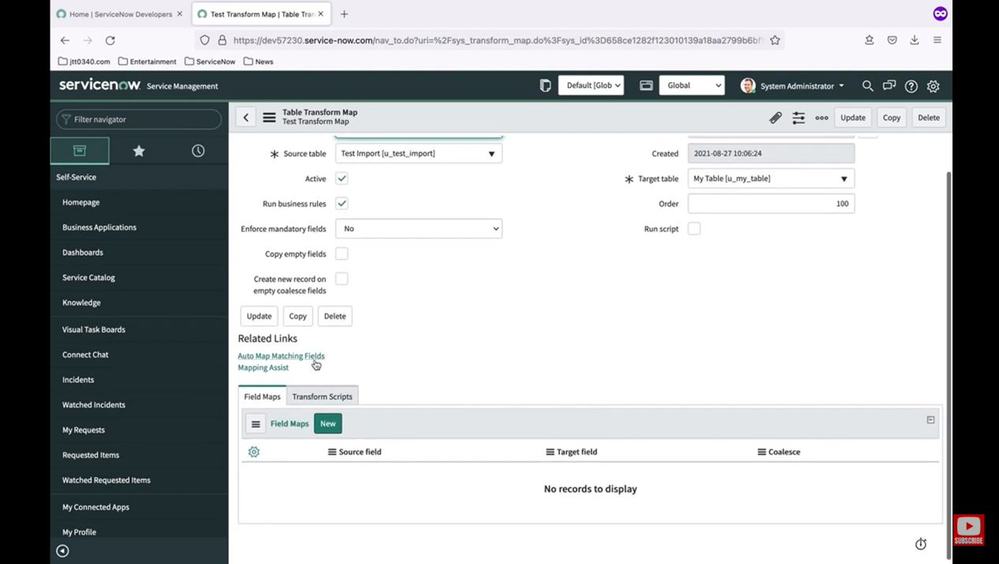 Home | ServiceNow Developers
Test Transform Map | Table Tran
https://dev57230.service-now.com/nav_to.do?uri=%2Fsys_transform_map.do%3Fsys_id%3D658ce1282f123010139a18aa2799b6bf
jtt0340.com Entertainment ServiceNow News
servicenow. Service Management
Default [Glob
Global
System Administrator
Filter navigator
Table Transform Map
Test Transform Map
Update Copy Delete
Self-Service
Homepage
Business Applications
Dashboards
Service Catalog
Knowledge
Visual Task Boards
Connect Chat
Incidents
Watched Incidents
My Requests
Requested Items
Watched Requested Items
My Connected Apps
My Profile
Source table Test Import [u_test_import]
Created 2021-08-27 10:06:24
Active
Target table My Table [u_my_table]
Run business rules
Order 100
Enforce mandatory fields No
Run script
Copy empty fields
Create new record on
empty coalesce fields
Update Copy Delete
Related Links
Auto Map Matching Fields
Mapping Assist
Field Maps Transform Scripts
Field Maps New
Source field Target field Coalesce
No records to display
SUBSCRIBE